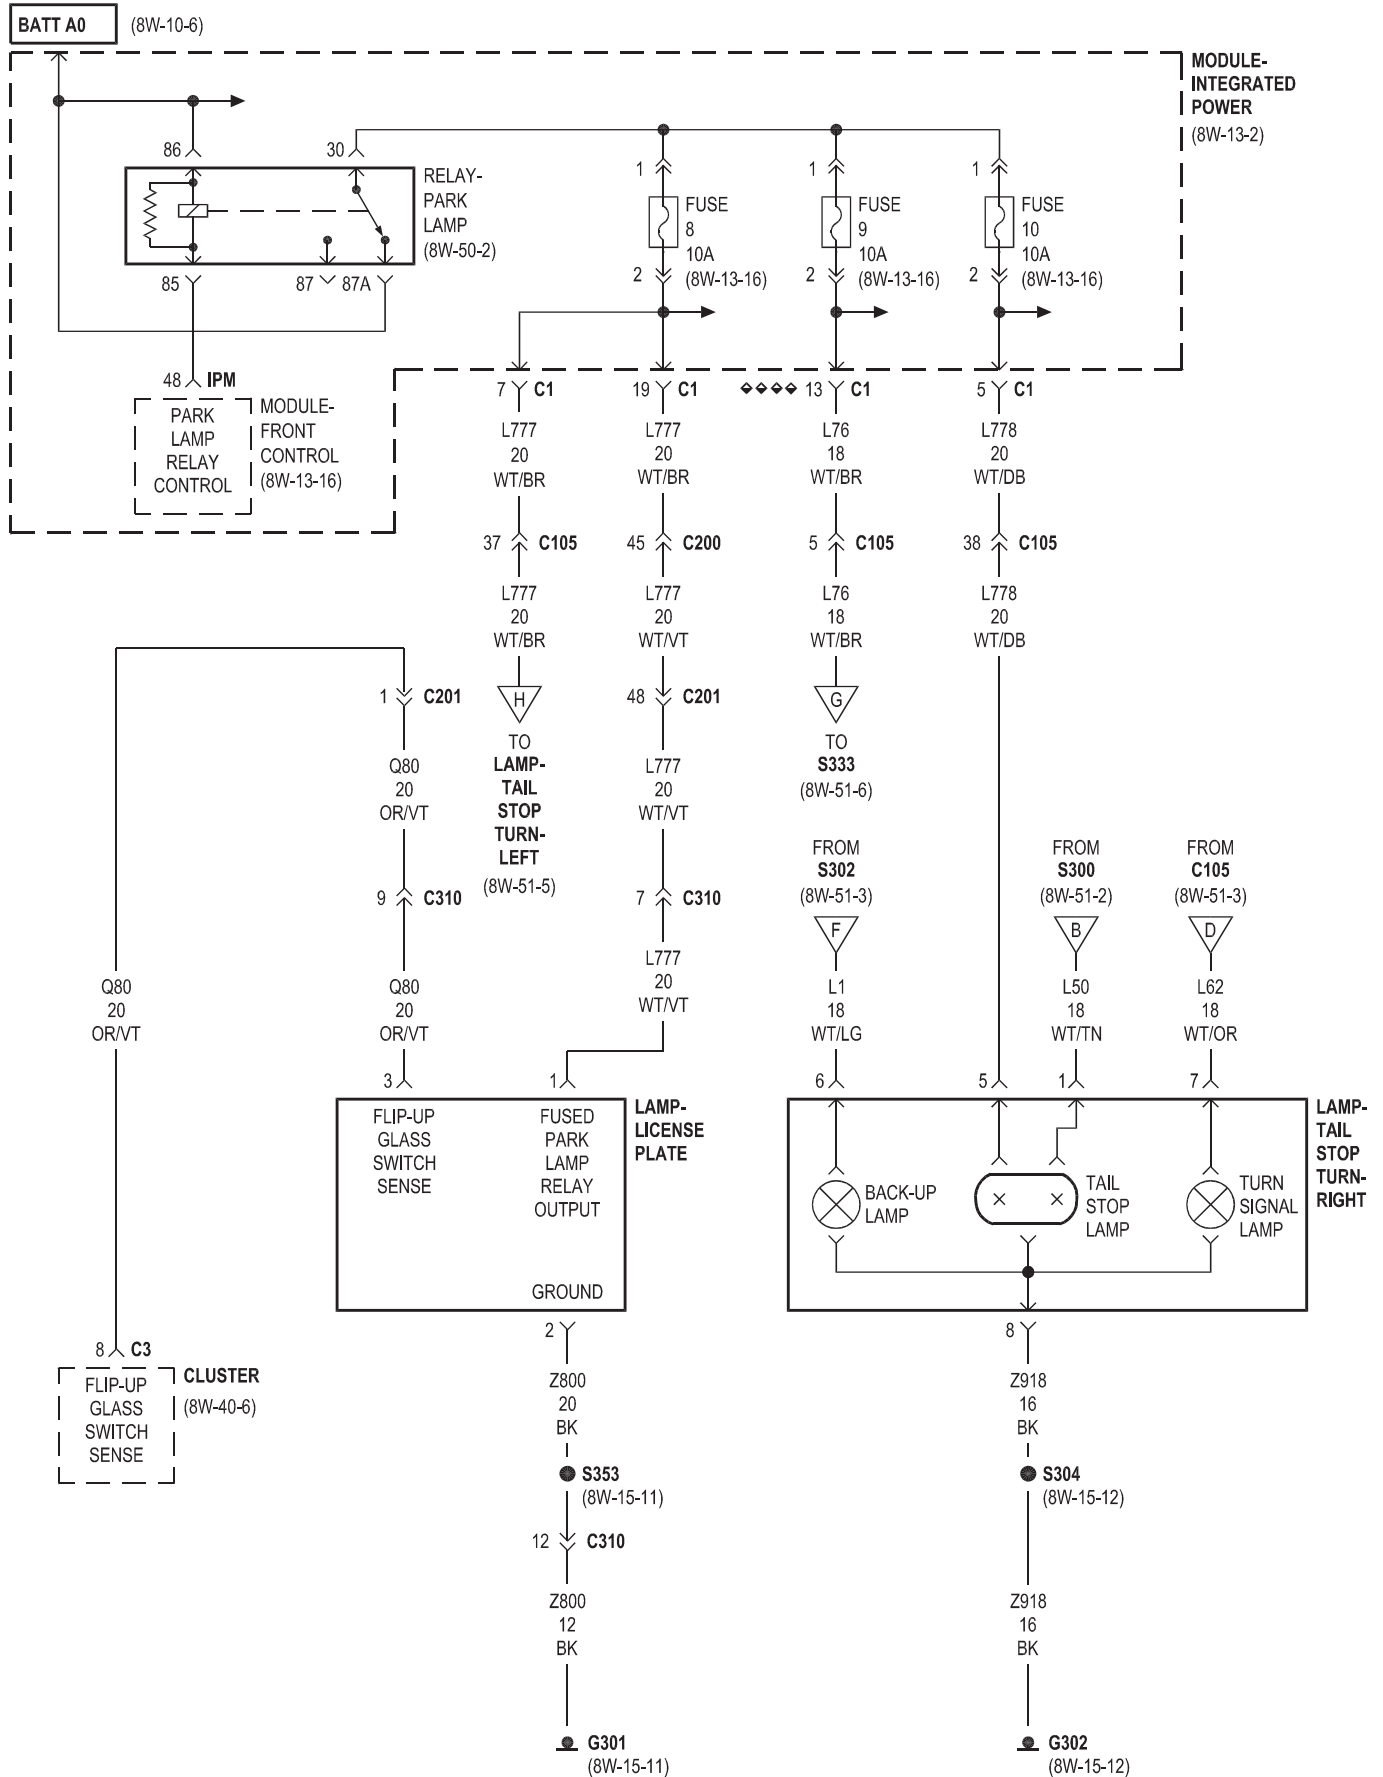 BATT A0 (8W-10-6)
MODULE-
INTEGRATED
POWER
(8W-13-2)
86
30
RELAY-
PARK
LAMP
(8W-50-2)
85
87
87A
1
FUSE
8
10A
(8W-13-16)
2
1
FUSE
9
10A
(8W-13-16)
2
1
FUSE
10
10A
(8W-13-16)
2
48 IPM
PARK
LAMP
RELAY
CONTROL
MODULE-
FRONT
CONTROL
(8W-13-16)
7 C1
L777
20
WT/BR
37 C105
L777
20
WT/BR
H
TO
LAMP-
TAIL
STOP
TURN-
LEFT
(8W-51-5)
19 C1
L777
20
WT/BR
45 C200
L777
20
WT/VT
48 C201
L777
20
WT/VT
7 C310
L777
20
WT/VT
13 C1
L76
18
WT/BR
5 C105
L76
18
WT/BR
G
TO
S333
(8W-51-6)
5 C1
L778
20
WT/DB
38 C105
L778
20
WT/DB
1 C201
Q80
20
OR/VT
9 C310
Q80
20
OR/VT
Q80
20
OR/VT
FROM
S302
(8W-51-3)
F
L1
18
WT/LG
FROM
S300
(8W-51-2)
B
L50
18
WT/TN
FROM
C105
(8W-51-3)
D
L62
18
WT/OR
3
1
FLIP-UP
GLASS
SWITCH
SENSE
FUSED
PARK
LAMP
RELAY
OUTPUT
GROUND
LAMP-
LICENSE
PLATE
6
5
1
7
BACK-UP
LAMP
TAIL
STOP
LAMP
TURN
SIGNAL
LAMP
LAMP-
TAIL
STOP
TURN-
RIGHT
8 C3
FLIP-UP
GLASS
SWITCH
SENSE
CLUSTER
(8W-40-6)
2
Z800
20
BK
S353
(8W-15-11)
12 C310
Z800
12
BK
G301
(8W-15-11)
8
Z918
16
BK
S304
(8W-15-12)
Z918
16
BK
G302
(8W-15-12)